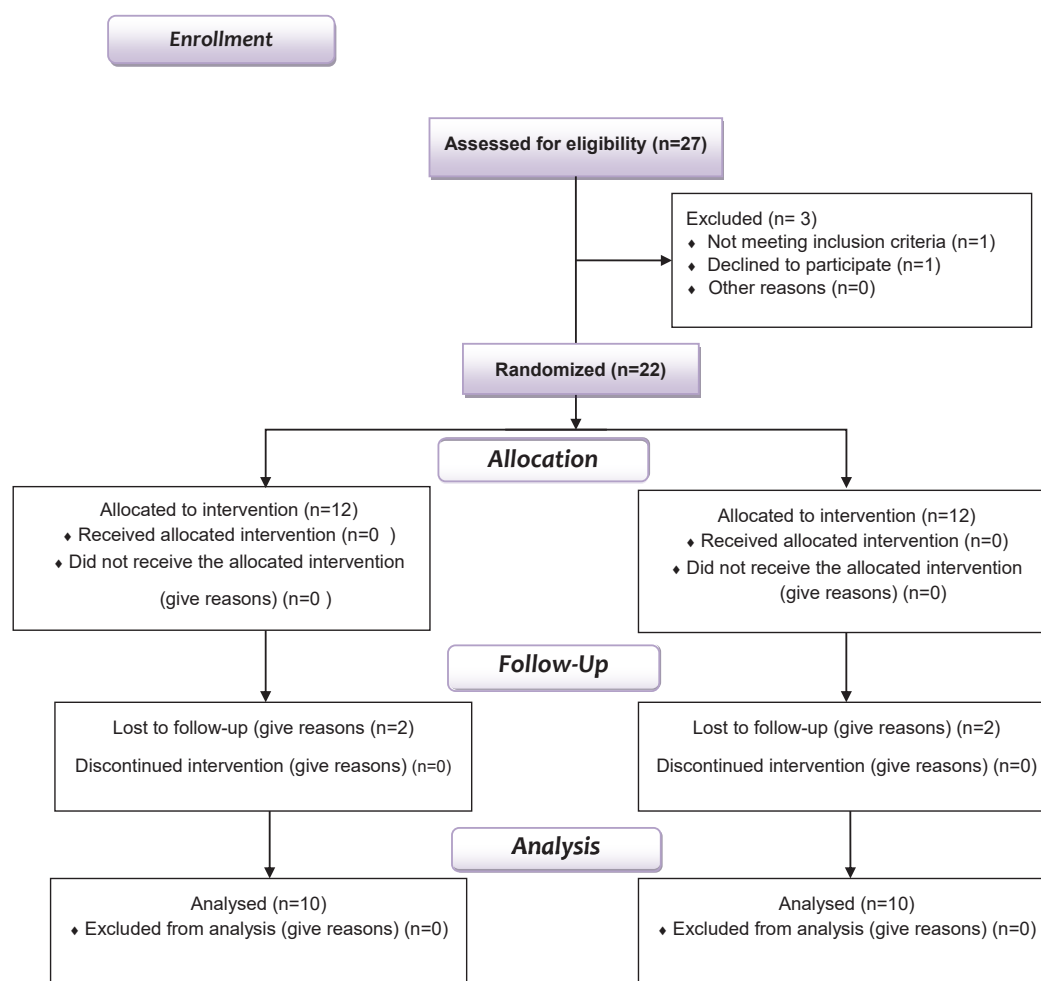 Enrollment
Assessed for eligibility (n=27)
Excluded (n= 3)
♦ Not meeting inclusion criteria (n=1)
♦ Declined to participate (n=1)
♦ Other reasons (n=0)
Randomized (n=22)
Allocation
Allocated to intervention (n=12)
♦ Received allocated intervention (n=0 )
♦ Did not receive the allocated intervention
(give reasons) (n=0 )
Allocated to intervention (n=12)
♦ Received allocated intervention (n=0)
♦ Did not receive the allocated intervention
(give reasons) (n=0)
Follow-Up
Lost to follow-up (give reasons (n=2)
Discontinued intervention (give reasons) (n=0)
Lost to follow-up (give reasons) (n=2)
Discontinued intervention (give reasons) (n=0)
Analysis
Analysed (n=10)
♦ Excluded from analysis (give reasons) (n=0)
Analysed (n=10)
♦ Excluded from analysis (give reasons) (n=0)